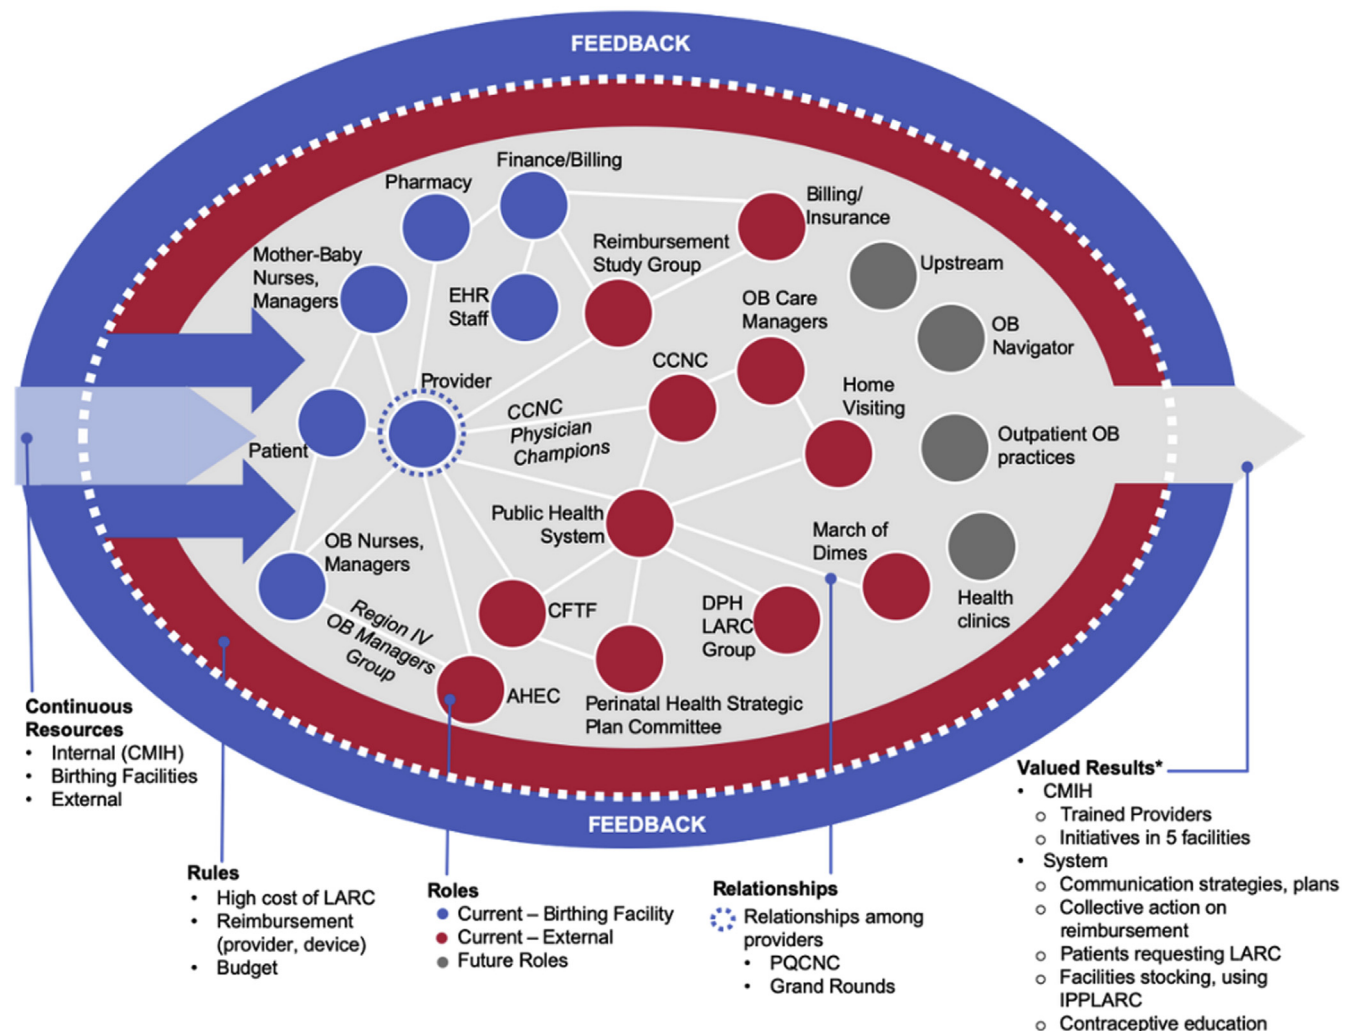 FEEDBACK
Finance/Billing
Pharmacy
Billing/
Insurance
Mother-Baby
Nurses,
Managers
Reimbursement
Study Group
Upstream
EHR
Staff
OB Care
Managers
OB
Navigator
CCNC
Provider
Home
Visiting
CCNC
Physician
Champions
Patient
Outpatient OB
practices
Public Health
System
March of
Dimes
OB Nurses,
Managers
CFTF
DPH
LARC
Group
Health
clinics
Region IV
OB Managers
Group
AHEC
Perinatal Health Strategic
Plan Committee
FEEDBACK
Continuous
Resources
• Internal (CMIH)
• Birthing Facilities
• External
Rules
• High cost of LARC
• Reimbursement
(provider, device)
• Budget
Roles
Current – Birthing Facility
Current – External
Future Roles
Relationships
Relationships among
providers
• PQCNC
• Grand Rounds
Valued Results*
• CMIH
o Trained Providers
o Initiatives in 5 facilities
• System
o Communication strategies, plans
o Collective action on
reimbursement
o Patients requesting LARC
o Facilities stocking, using
IPPLARC
o Contraceptive education